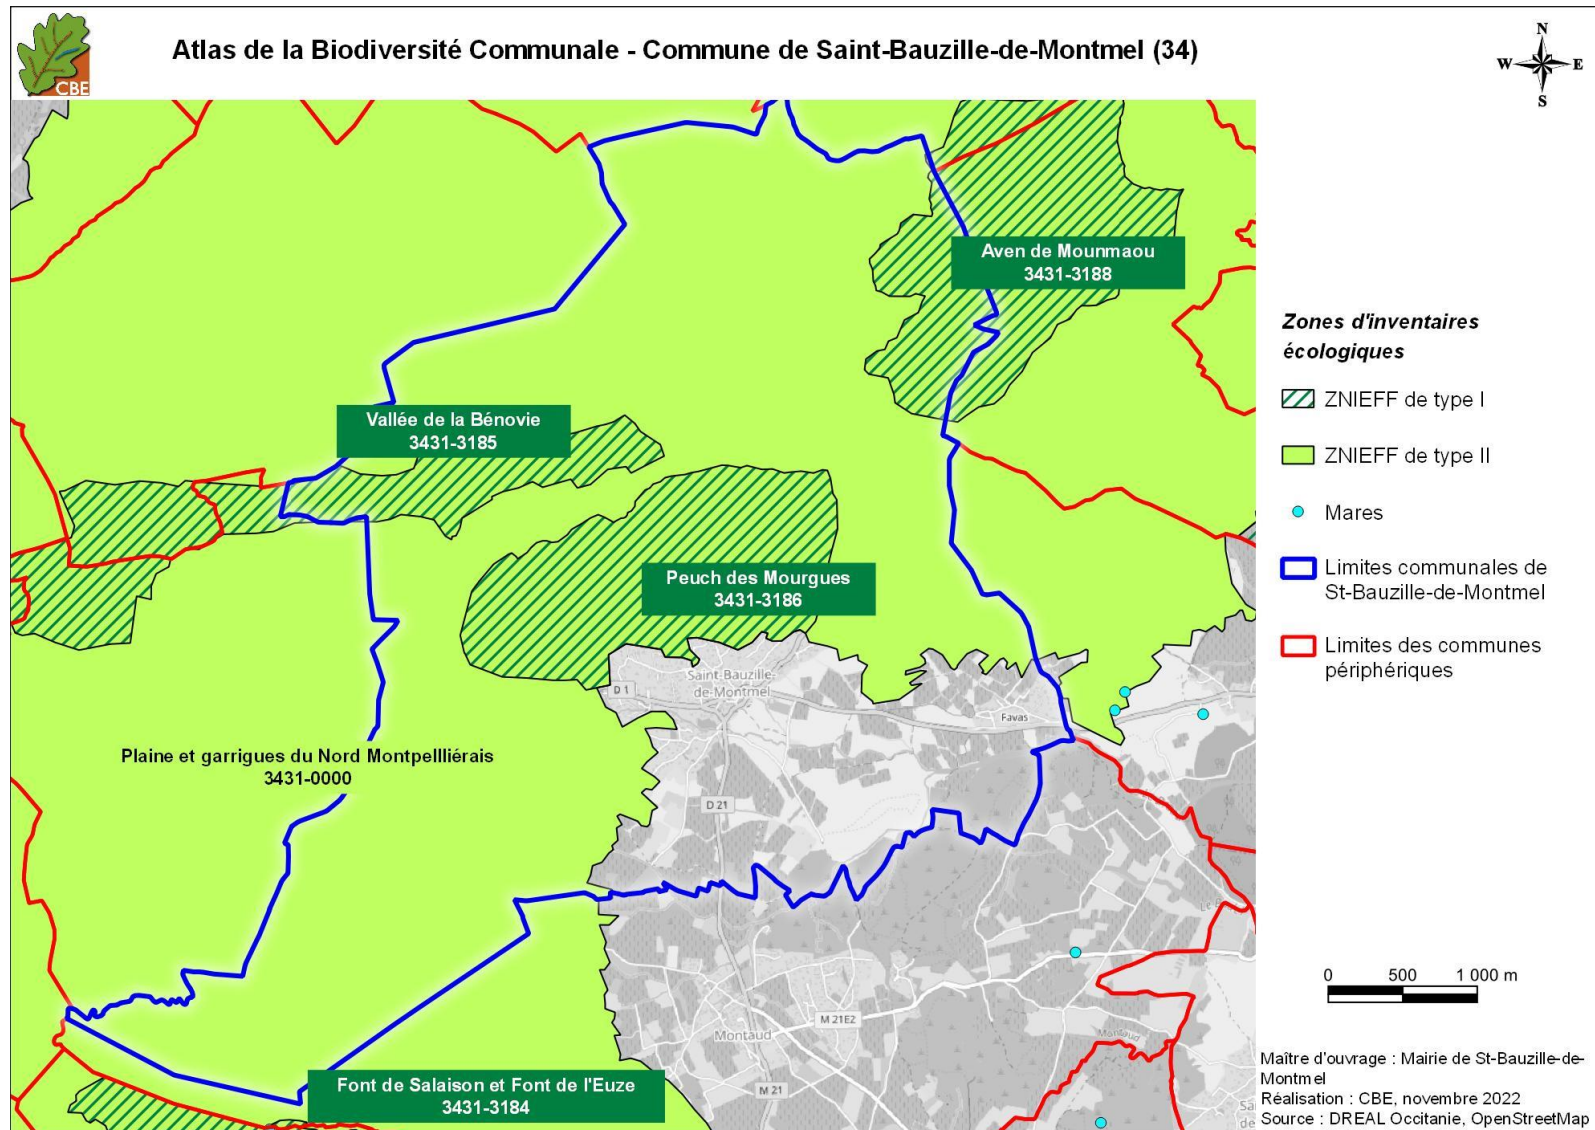 CBE
Atlas de la Biodiversité Communale - Commune de Saint-Bauzille-de-Montmel (34)
N
W E
S
Aven de Mounmaou
3431-3188
Vallée de la Bénovie
3431-3185
Peuch des Mourgues
3431-3186
Saint-Bauzille-
de-Montmel
D 1
Favas
Plaine et garrigues du Nord Montpellliérais
3431-0000
D 21
M 21E2
Montaud
Montaud
M 21
Font de Salaison et Font de l'Euze
3431-3184
Zones d'inventaires
écologiques
ZNIEFF de type I
ZNIEFF de type II
Mares
Limites communales de
St-Bauzille-de-Montmel
Limites des communes
périphériques
0 500 1 000 m
Maître d'ouvrage : Mairie de St-Bauzille-de-
Montmel
Réalisation : CBE, novembre 2022
Source : DREAL Occitanie, OpenStreetMap